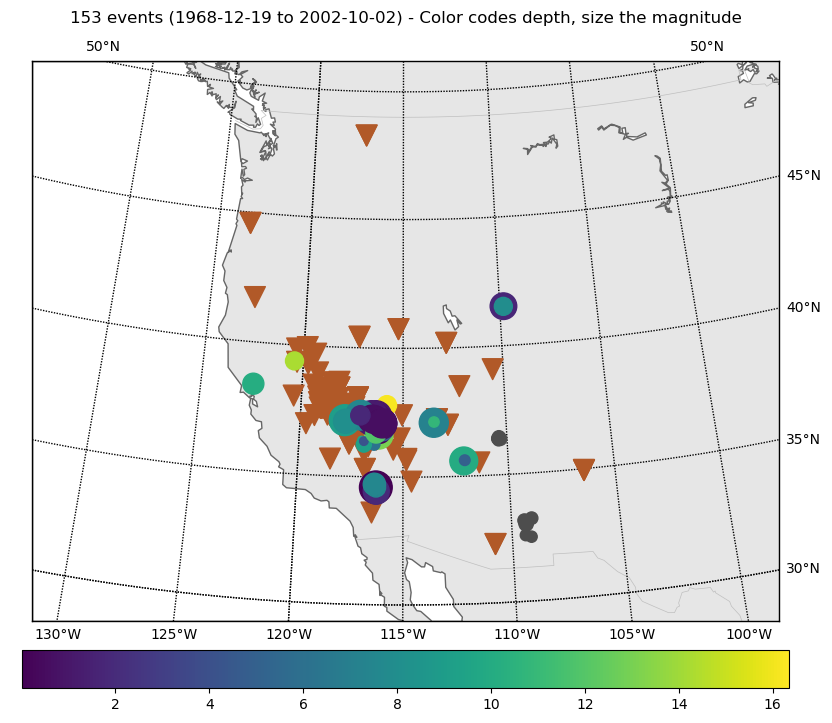 153 events (1968-12-19 to 2002-10-02) - Color codes depth, size the magnitude
50°N 50°N
45°N
40°N
35°N
30°N
130°W 125°W 120°W 115°W 110°W 105°W 100°W
2 4 6 8 10 12 14 16